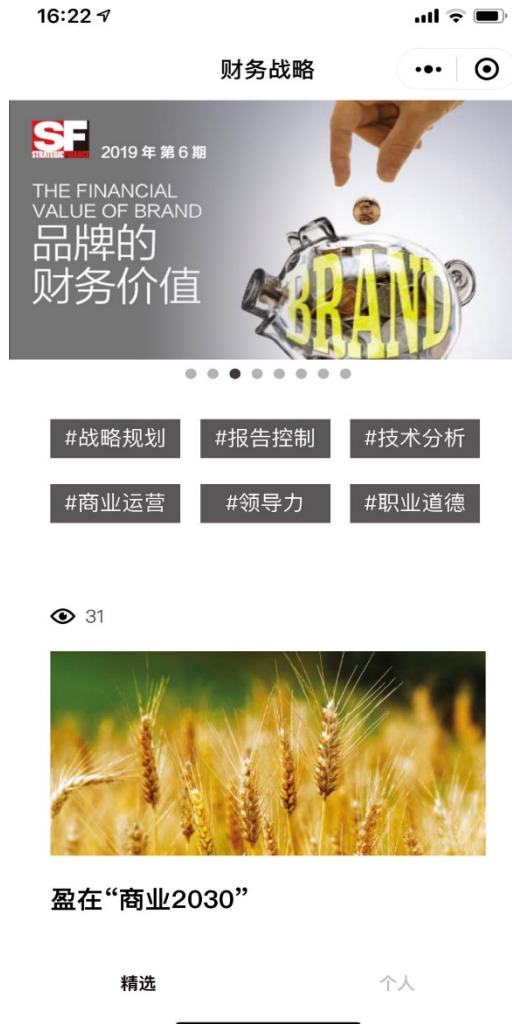 16:22
财务战略
SF
STRATEGIC FINANCE
2019 年 第 6 期
THE FINANCIAL
VALUE OF BRAND
品牌的
财务价值
BRAND
#战略规划
#报告控制
#技术分析
#商业运营
#领导力
#职业道德
31
盈在“商业2030”
精选
个人